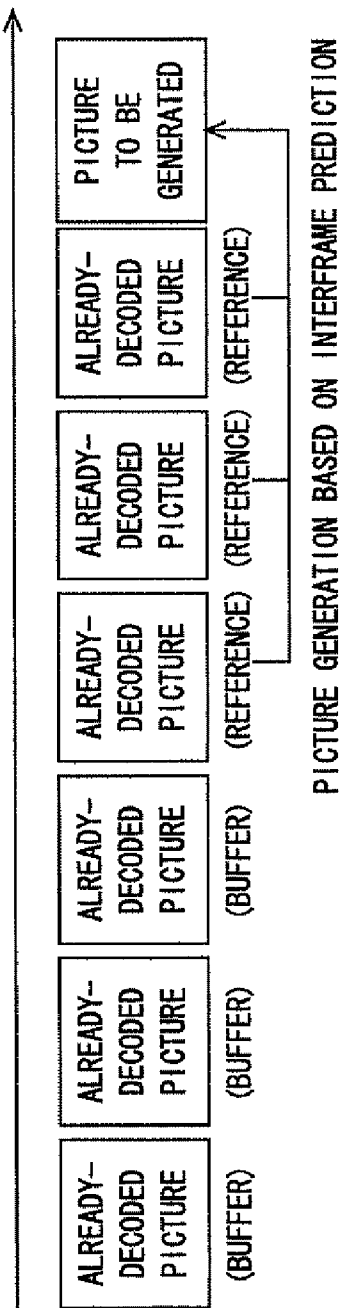 ALREADY-
DECODED
PICTURE
(BUFFER)
ALREADY-
DECODED
PICTURE
(BUFFER)
ALREADY-
DECODED
PICTURE
(BUFFER)
ALREADY-
DECODED
PICTURE
(REFERENCE)
ALREADY-
DECODED
PICTURE
(REFERENCE)
ALREADY-
DECODED
PICTURE
(REFERENCE)
PICTURE
TO BE
GENERATED
PICTURE GENERATION BASED ON INTERFRAME PREDICTION